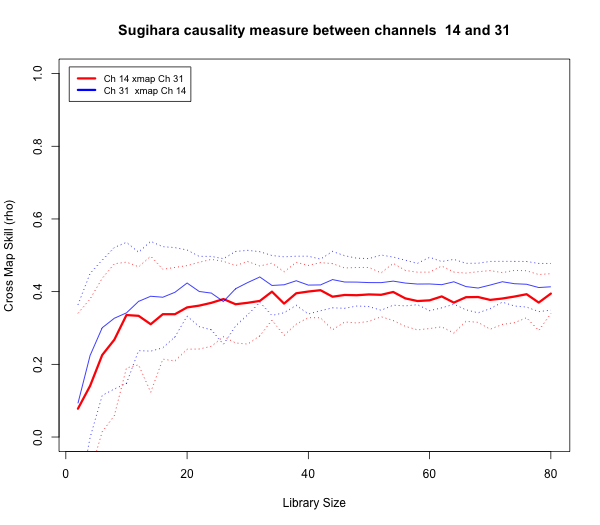 Sugihara causality measure between channels  14 and 31
Ch 14 xmap Ch 31
Ch 31  xmap Ch 14
Cross Map Skill (rho)
1.0
0.8
0.6
0.4
0.2
0.0
0 20 40 60 80
Library Size